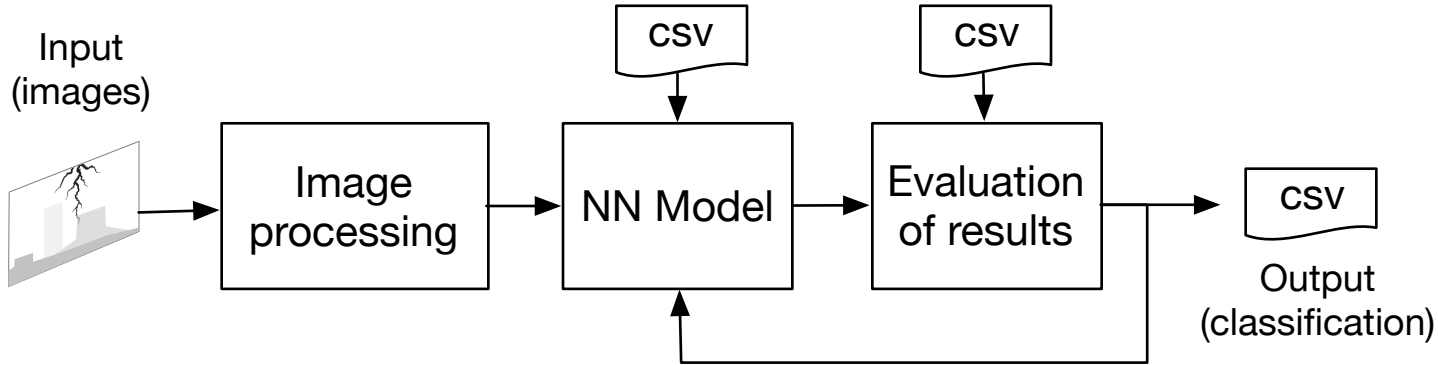 Input
(images)
Image
processing
csv
NN Model
csv
Evaluation
of results
csv
Output
(classification)